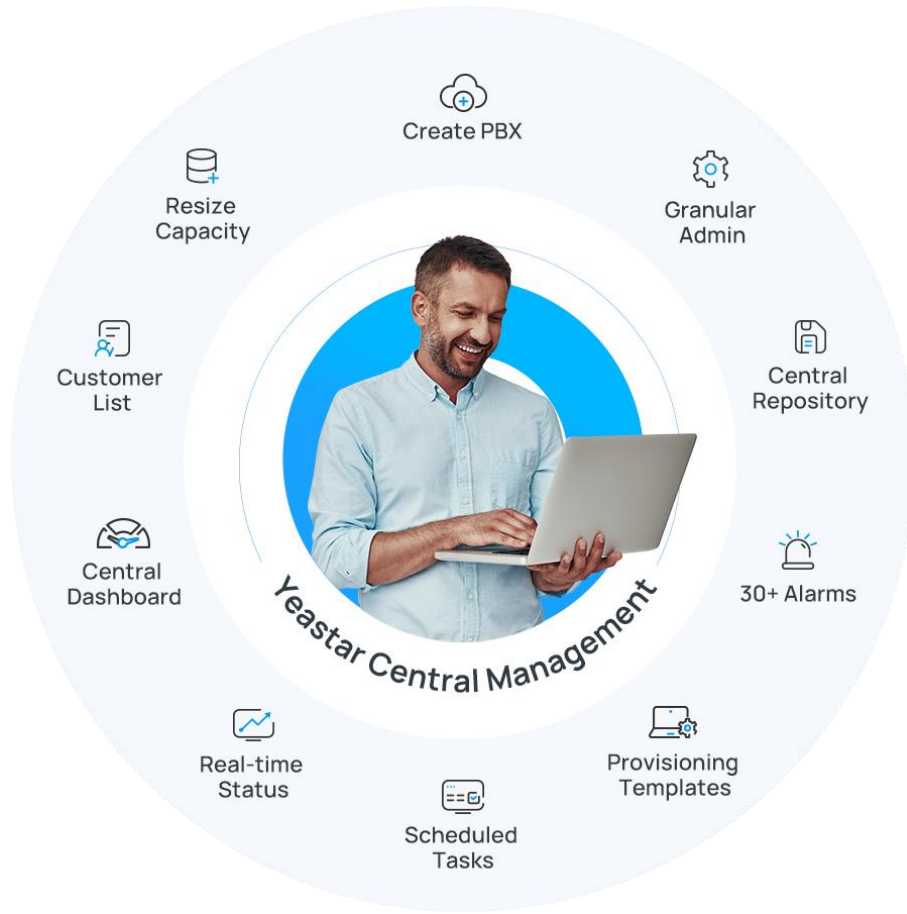 Create PBX
Granular
Admin
Central
Repository
30+ Alarms
Provisioning
Templates
Scheduled
Tasks
Real-time
Status
Central
Dashboard
Customer
List
Resize
Capacity
Yeastar Central Management